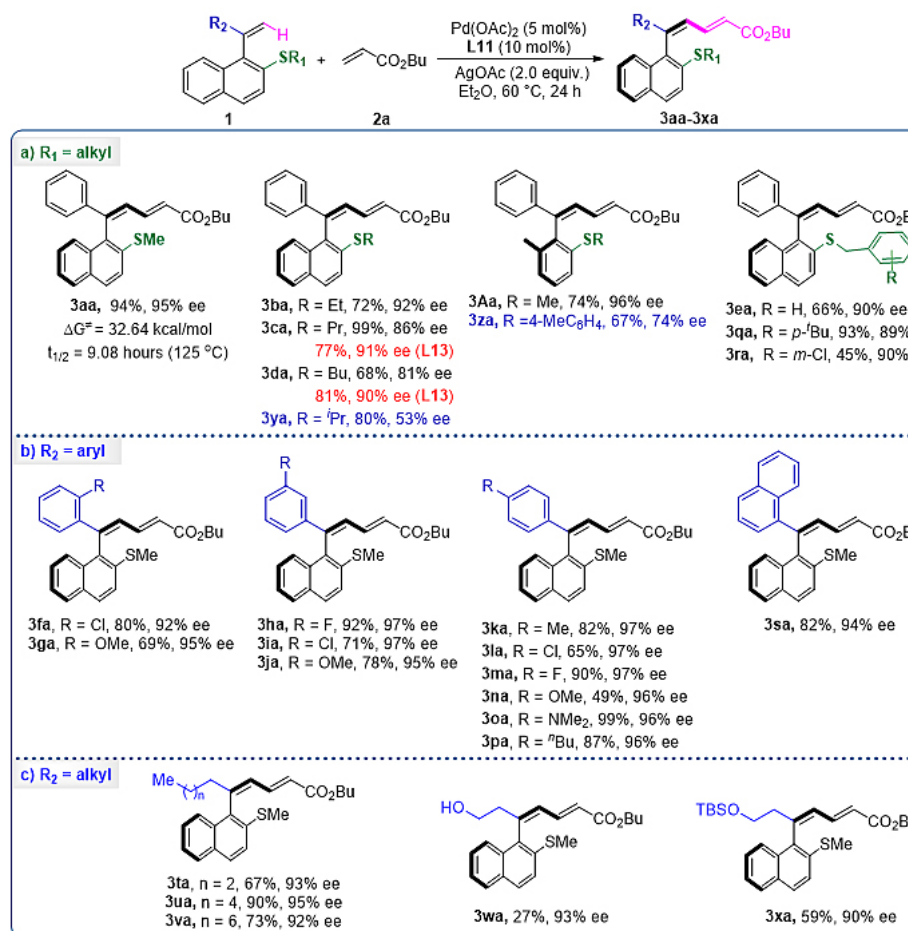 R2
H
SR1
1
+
CO2Bu
2a
Pd(OAc)2 (5 mol%)
L11 (10 mol%)
AgOAc (2.0 equiv.)
Et2O, 60 °C, 24 h
R2
CO2Bu
SR1
3aa-3xa
a) R1 = alkyl
CO2Bu
SMe
3aa, 94%, 95% ee
ΔG≠ = 32.64 kcal/mol
t1/2 = 9.08 hours (125 °C)
CO2Bu
SR
3ba, R = Et, 72%, 92% ee
3ca, R = Pr, 99%, 86% ee
77%, 91% ee (L13)
3da, R = Bu, 68%, 81% ee
81%, 90% ee (L13)
3ya, R = iPr, 80%, 53% ee
CO2Bu
SR
3Aa, R = Me, 74%, 96% ee
3za, R =4-MeC8H4, 67%, 74% ee
S
R
3ea, R = H, 66%, 90% ee
3qa, R = p-tBu, 93%, 89%
3ra, R = m-Cl, 45%, 90%
b) R2 = aryl
R
CO2Bu
SMe
3fa, R = Cl, 80%, 92% ee
3ga, R = OMe, 69%, 95% ee
R
CO2Bu
SMe
3ha, R = F, 92%, 97% ee
3ia, R = Cl, 71%, 97% ee
3ja, R = OMe, 78%, 95% ee
R
CO2Bu
SMe
3ka, R = Me, 82%, 97% ee
3la, R = Cl, 65%, 97% ee
3ma, R = F, 90%, 97% ee
3na, R = OMe, 49%, 96% ee
3oa, R = NMe2, 99%, 96% ee
3pa, R = nBu, 87%, 96% ee
SMe
3sa, 82%, 94% ee
c) R2 = alkyl
Me
( )n
CO2Bu
SMe
3ta, n = 2, 67%, 93% ee
3ua, n = 4, 90%, 95% ee
3va, n = 6, 73%, 92% ee
HO
CO2Bu
SMe
3wa, 27%, 93% ee
TBSO
SMe
3xa, 59%, 90% ee